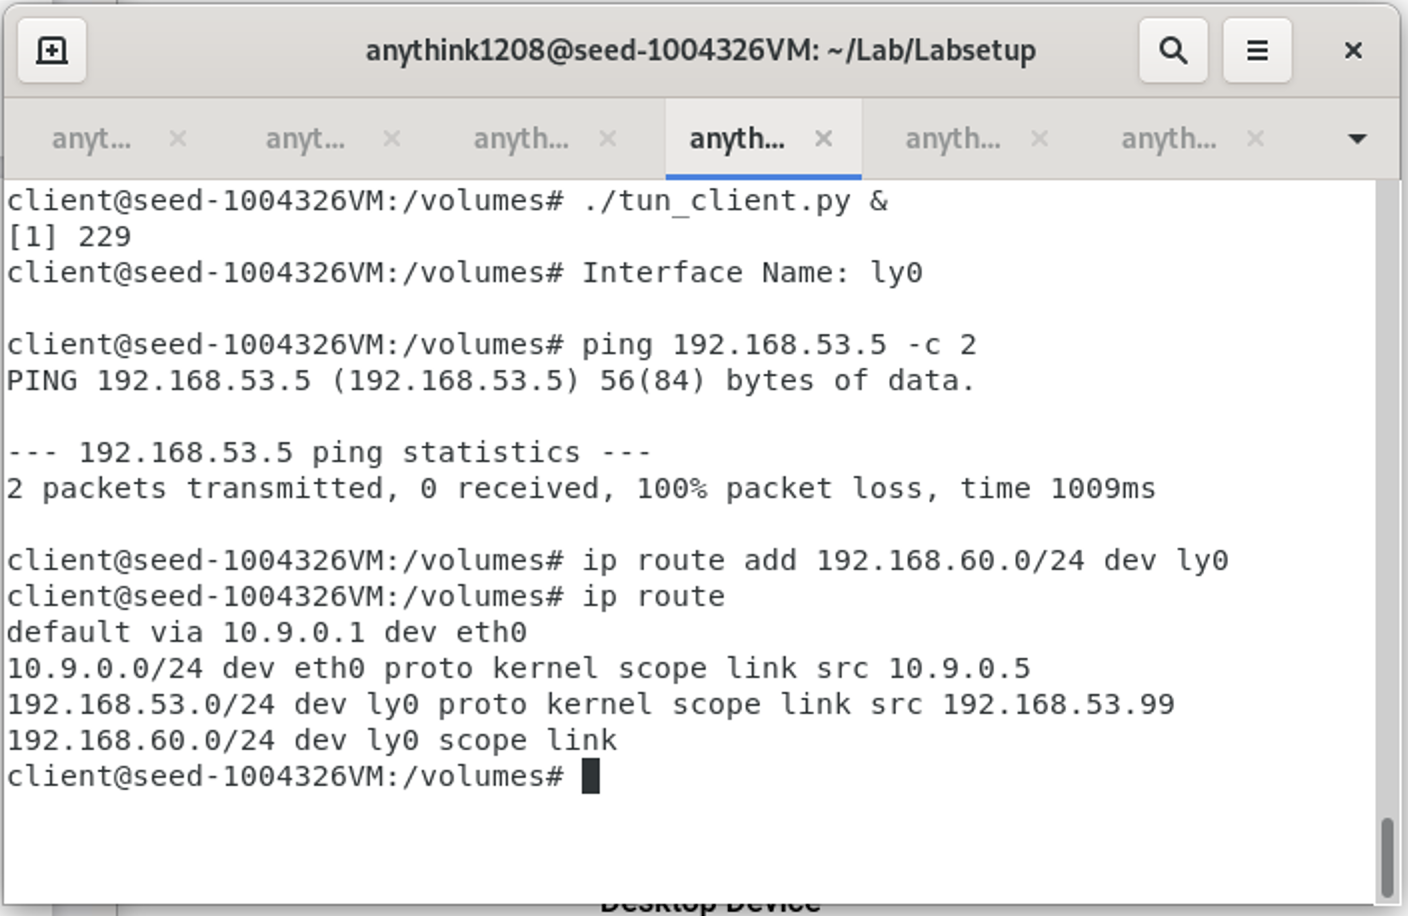 anythink1208@seed-1004326VM: ~/Lab/Labsetup
anyt... anyt... anyth... anyth... anyth... anyth...
client@seed-1004326VM:/volumes# ./tun_client.py &
[1] 229
client@seed-1004326VM:/volumes# Interface Name: ly0
client@seed-1004326VM:/volumes# ping 192.168.53.5 -c 2
PING 192.168.53.5 (192.168.53.5) 56(84) bytes of data.
--- 192.168.53.5 ping statistics ---
2 packets transmitted, 0 received, 100% packet loss, time 1009ms
client@seed-1004326VM:/volumes# ip route add 192.168.60.0/24 dev ly0
client@seed-1004326VM:/volumes# ip route
default via 10.9.0.1 dev eth0
10.9.0.0/24 dev eth0 proto kernel scope link src 10.9.0.5
192.168.53.0/24 dev ly0 proto kernel scope link src 192.168.53.99
192.168.60.0/24 dev ly0 scope link
client@seed-1004326VM:/volumes#
Desktop Device